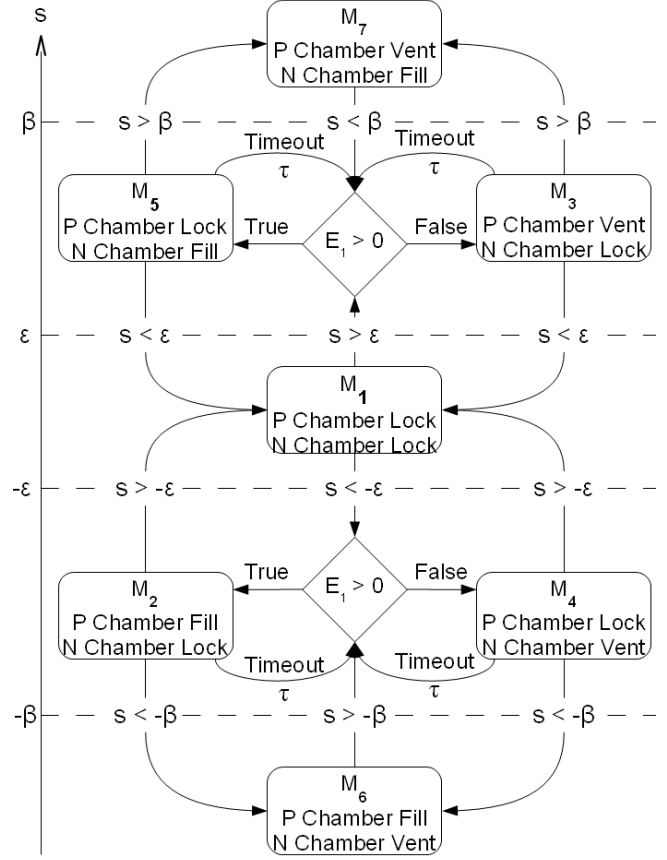 s
M7
P Chamber Vent
N Chamber Fill
β s > β s < β s > β
Timeout Timeout
τ τ
M5
P Chamber Lock
N Chamber Fill
True
E1 > 0
False
M3
P Chamber Vent
N Chamber Lock
ε s < ε s > ε s < ε
M1
P Chamber Lock
N Chamber Lock
-ε s > -ε s < -ε s > -ε
M2
P Chamber Fill
N Chamber Lock
True
E1 > 0
False
M4
P Chamber Lock
N Chamber Vent
Timeout Timeout
τ τ
-β s < -β s > -β s < -β
M6
P Chamber Fill
N Chamber Vent